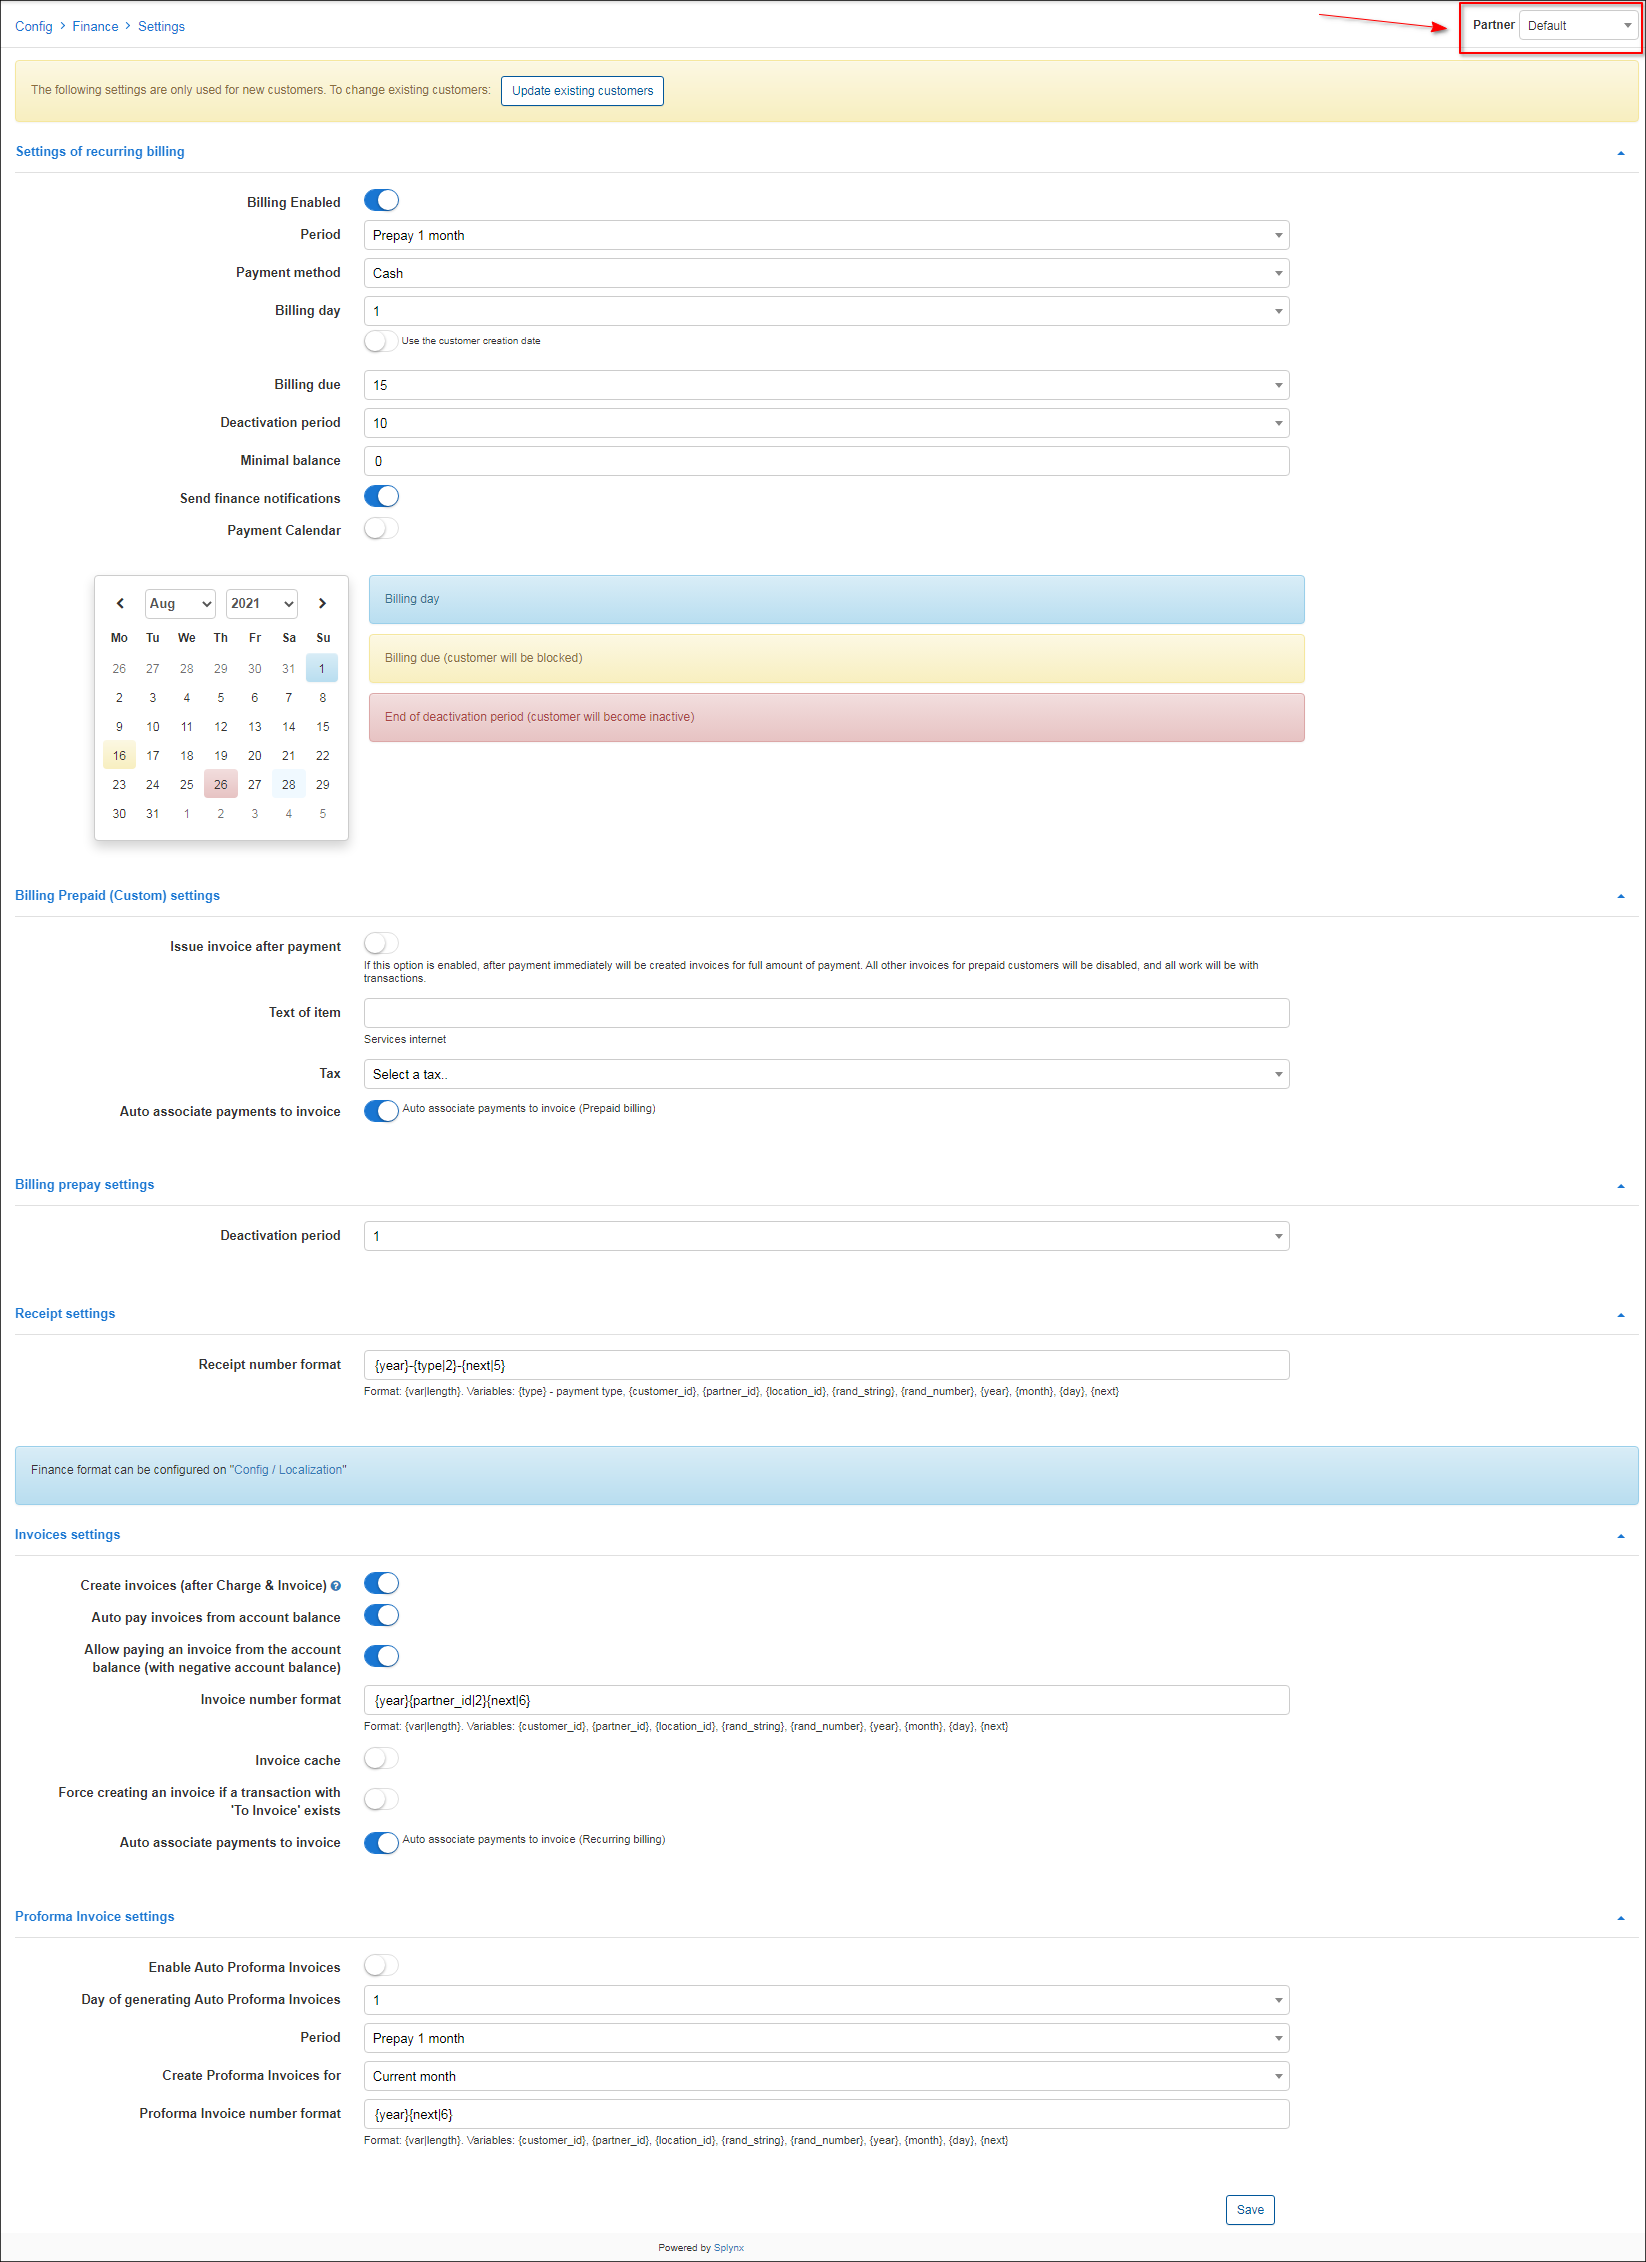 Config > Finance > Settings
Partner Default
The following settings are only used for new customers. To change existing customers: Update existing customers
Settings of recurring billing
Billing Enabled
Period Prepay 1 month
Payment method Cash
Billing day 1
Use the customer creation date
Billing due 15
Deactivation period 10
Minimal balance 0
Send finance notifications
Payment Calendar
Aug 2021
Mo Tu We Th Fr Sa Su
26 27 28 29 30 31 1
2 3 4 5 6 7 8
9 10 11 12 13 14 15
16 17 18 19 20 21 22
23 24 25 26 27 28 29
30 31 1 2 3 4 5
Billing day
Billing due (customer will be blocked)
End of deactivation period (customer will become inactive)
Billing Prepaid (Custom) settings
Issue invoice after payment
If this option is enabled, after payment immediately will be created invoices for full amount of payment. All other invoices for prepaid customers will be disabled, and all work will be with
transactions.
Text of item
Services internet
Tax Select a tax..
Auto associate payments to invoice Auto associate payments to invoice (Prepaid billing)
Billing prepay settings
Deactivation period 1
Receipt settings
Receipt number format {year}-{type|2}-{next|5}
Format: {var|length}. Variables: {type} - payment type, {customer_id}, {partner_id}, {location_id}, {rand_string}, {rand_number}, {year}, {month}, {day}, {next}
Finance format can be configured on "Config / Localization"
Invoices settings
Create invoices (after Charge & Invoice) ?
Auto pay invoices from account balance
Allow paying an invoice from the account
balance (with negative account balance)
Invoice number format {year}{partner_id|2}{next|6}
Format: {var|length}. Variables: {customer_id}, {partner_id}, {location_id}, {rand_string}, {rand_number}, {year}, {month}, {day}, {next}
Invoice cache
Force creating an invoice if a transaction with
'To Invoice' exists
Auto associate payments to invoice Auto associate payments to invoice (Recurring billing)
Proforma Invoice settings
Enable Auto Proforma Invoices
Day of generating Auto Proforma Invoices 1
Period Prepay 1 month
Create Proforma Invoices for Current month
Proforma Invoice number format {year}{next|6}
Format: {var|length}. Variables: {customer_id}, {partner_id}, {location_id}, {rand_string}, {rand_number}, {year}, {month}, {day}, {next}
Save
Powered by Splynx